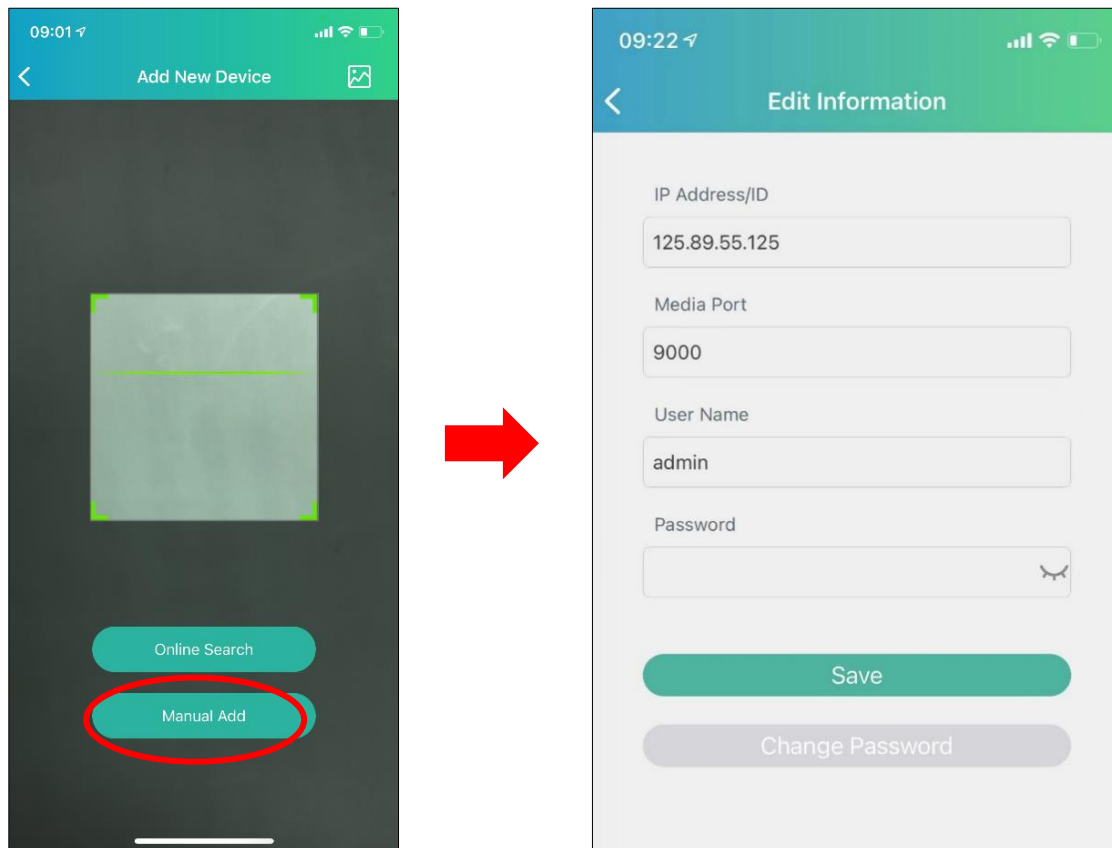 09:01
Add New Device
Online Search
Manual Add
09:22
Edit Information
IP Address/ID
125.89.55.125
Media Port
9000
User Name
admin
Password
Save
Change Password